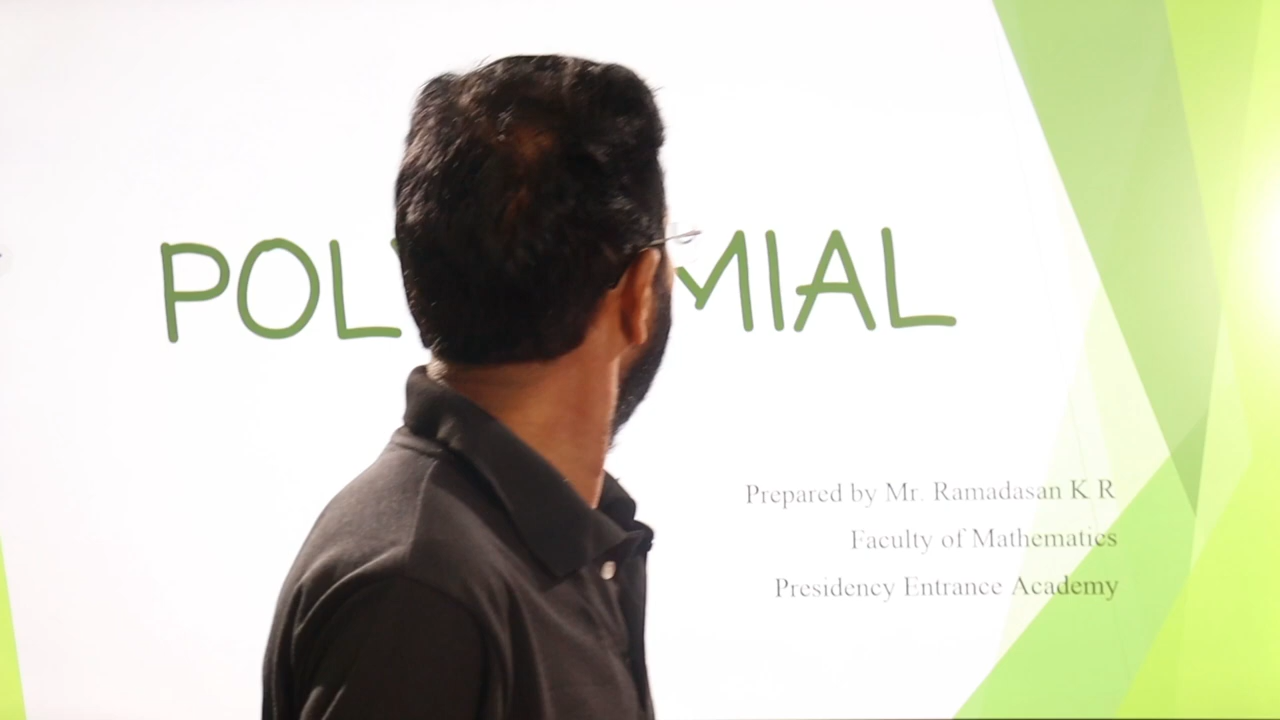 POL MIAL
Prepared by Mr. Ramadasan K R
Faculty of Mathematics
Presidency Entrance Academy